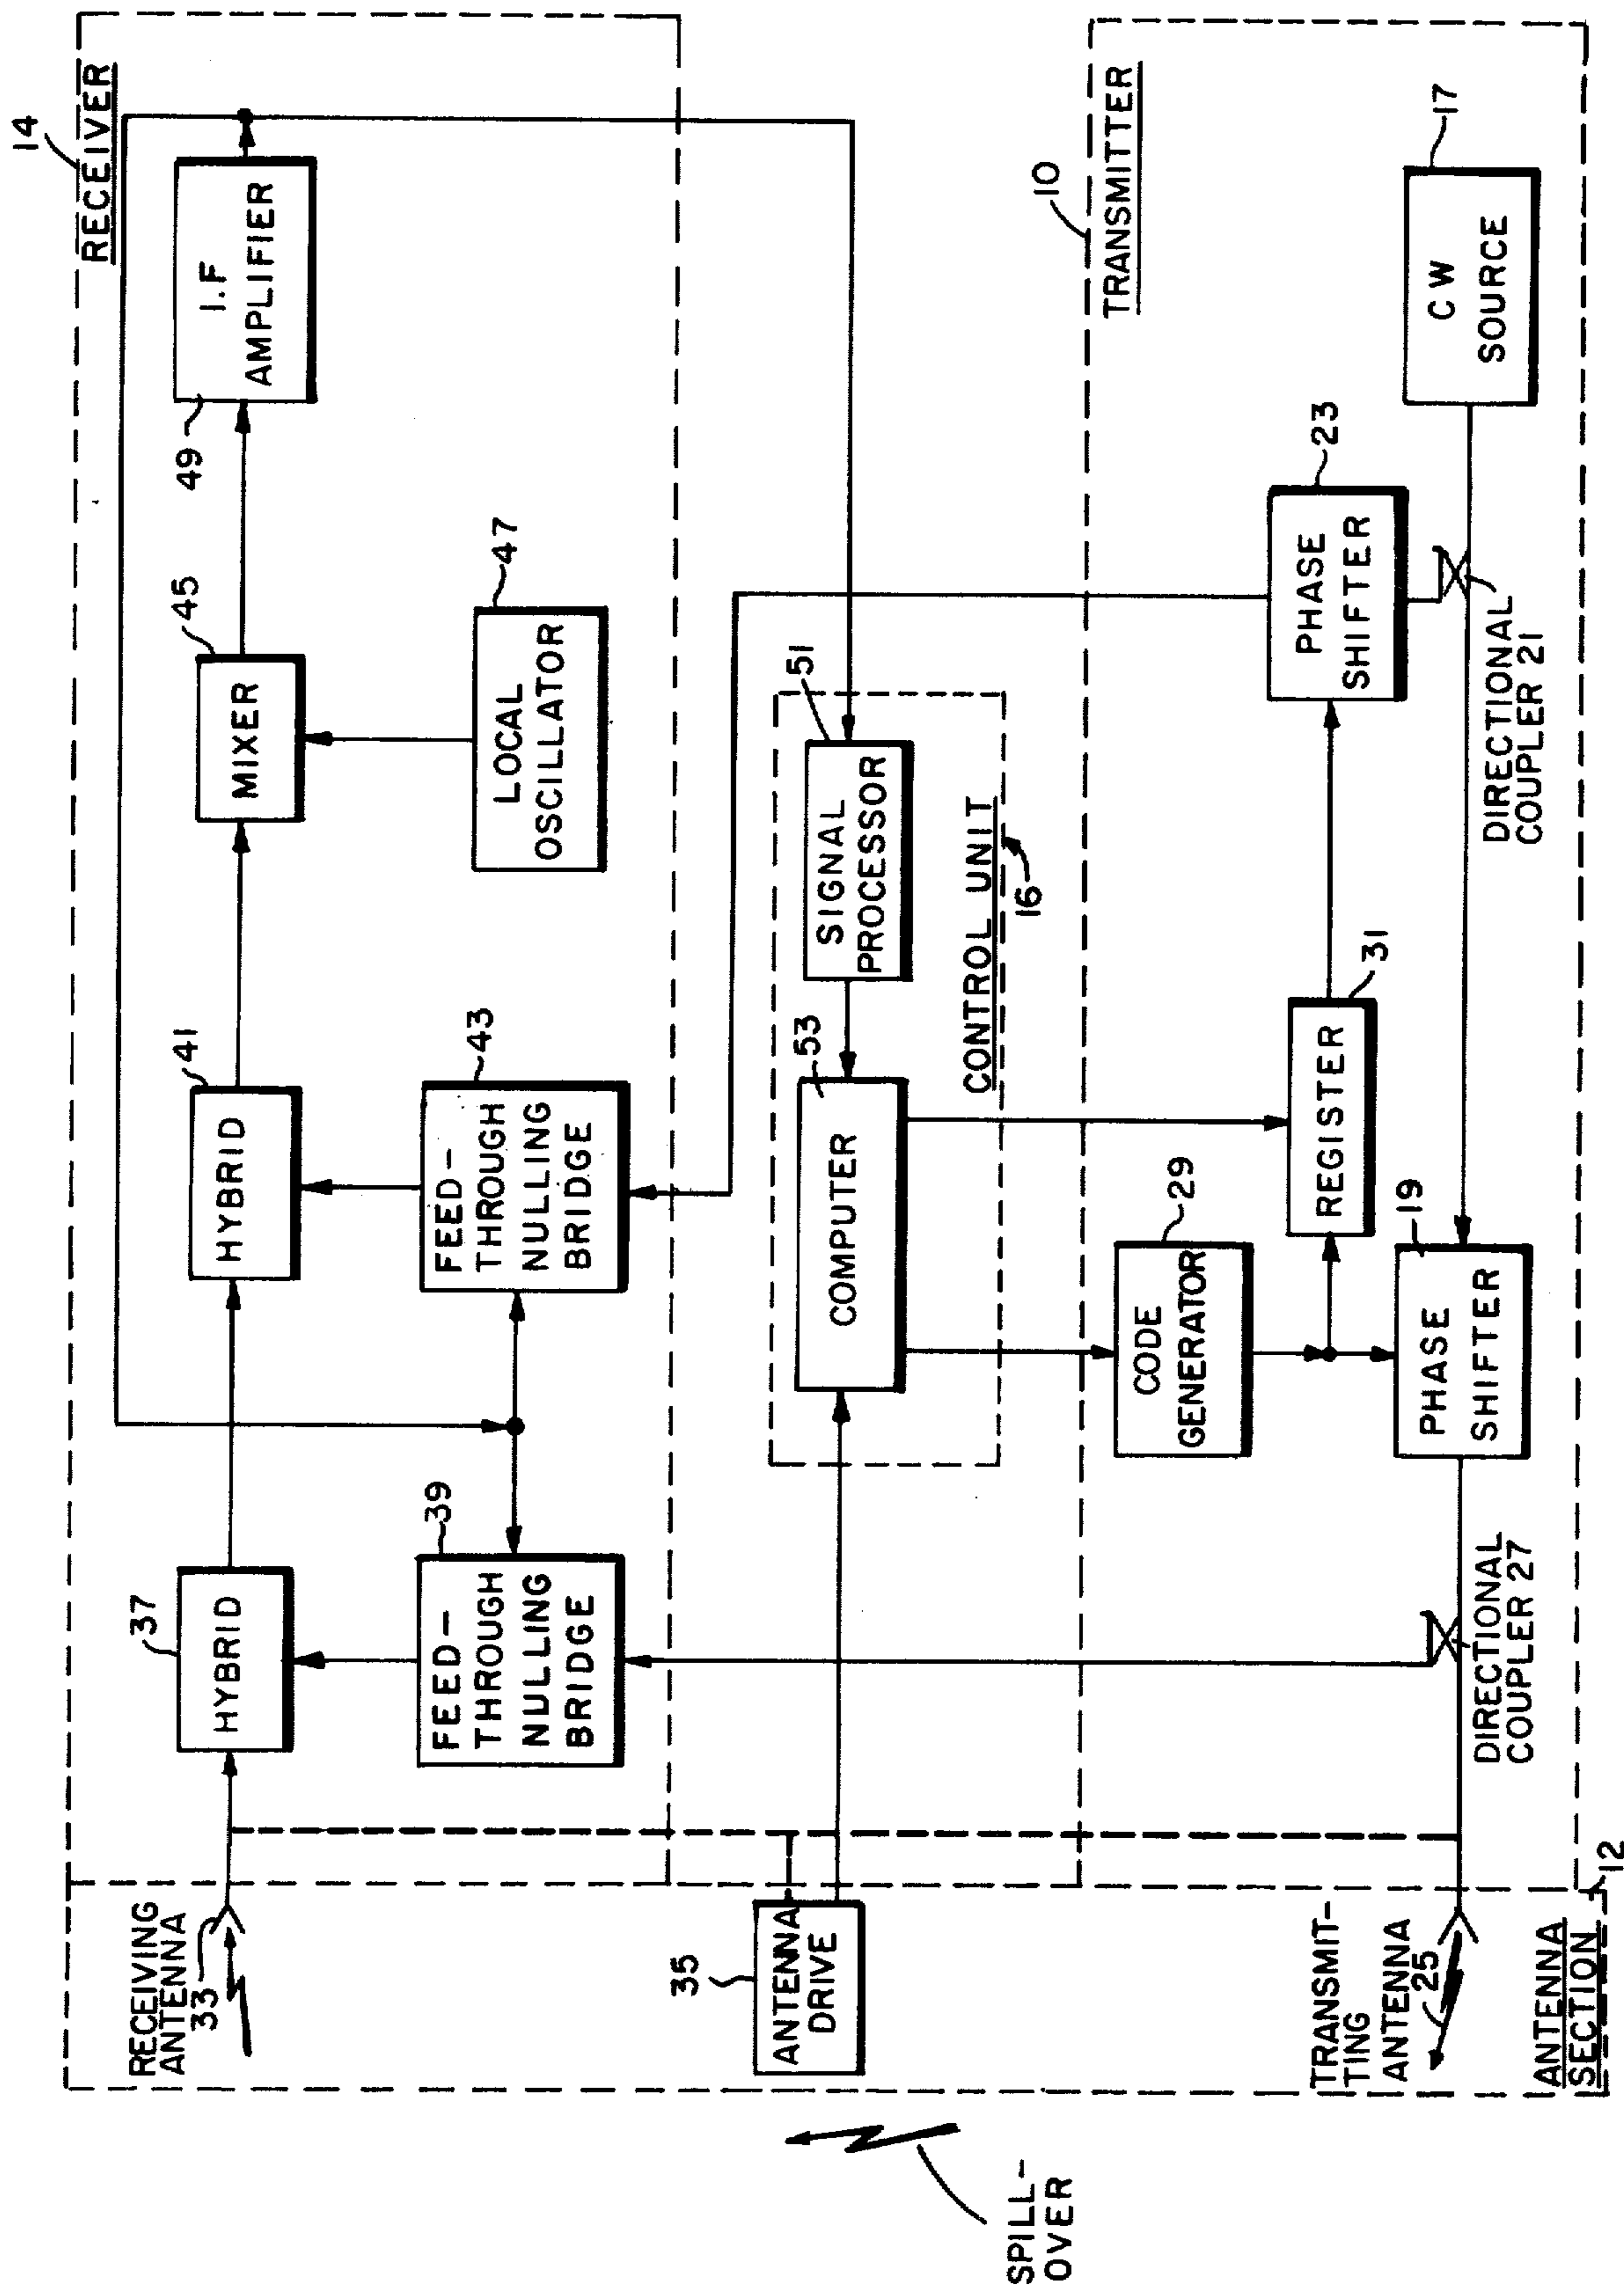 14
RECEIVER
RECEIVING
ANTENNA
33
37
HYBRID
41
HYBRID
45
MIXER
49
I.F
AMPLIFIER
39
FEED-
THROUGH
NULLING
BRIDGE
43
FEED-
THROUGH
NULLING
BRIDGE
47
LOCAL
OSCILLATOR
SPILL-
OVER
35
ANTENNA
DRIVE
53
COMPUTER
51
SIGNAL
PROCESSOR
CONTROL UNIT
16
10
TRANSMITTER
29
CODE
GENERATOR
31
REGISTER
23
PHASE
SHIFTER
17
CW
SOURCE
19
PHASE
SHIFTER
DIRECTIONAL
COUPLER 27
DIRECTIONAL
COUPLER 21
TRANSMIT-
TING
ANTENNA
25
ANTENNA
SECTION
12